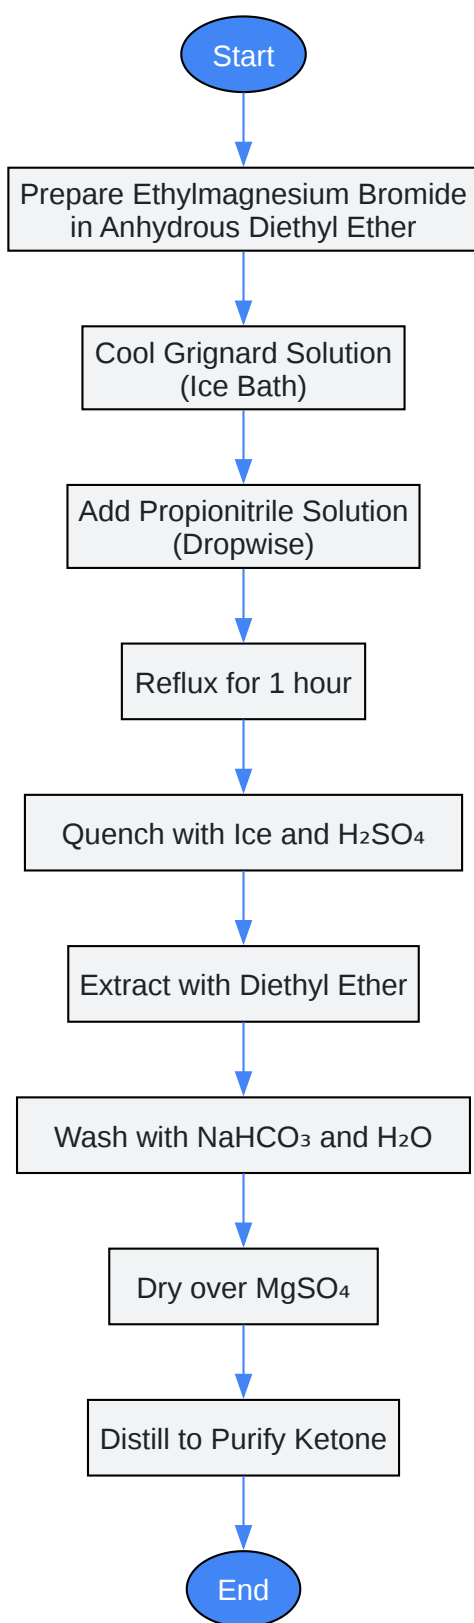 Start
Prepare Ethylmagnesium Bromide
in Anhydrous Diethyl Ether
Cool Grignard Solution
(Ice Bath)
Add Propionitrile Solution
(Dropwise)
Reflux for 1 hour
Quench with Ice and H₂SO₄
Extract with Diethyl Ether
Wash with NaHCO₃ and H₂O
Dry over MgSO₄
Distill to Purify Ketone
End